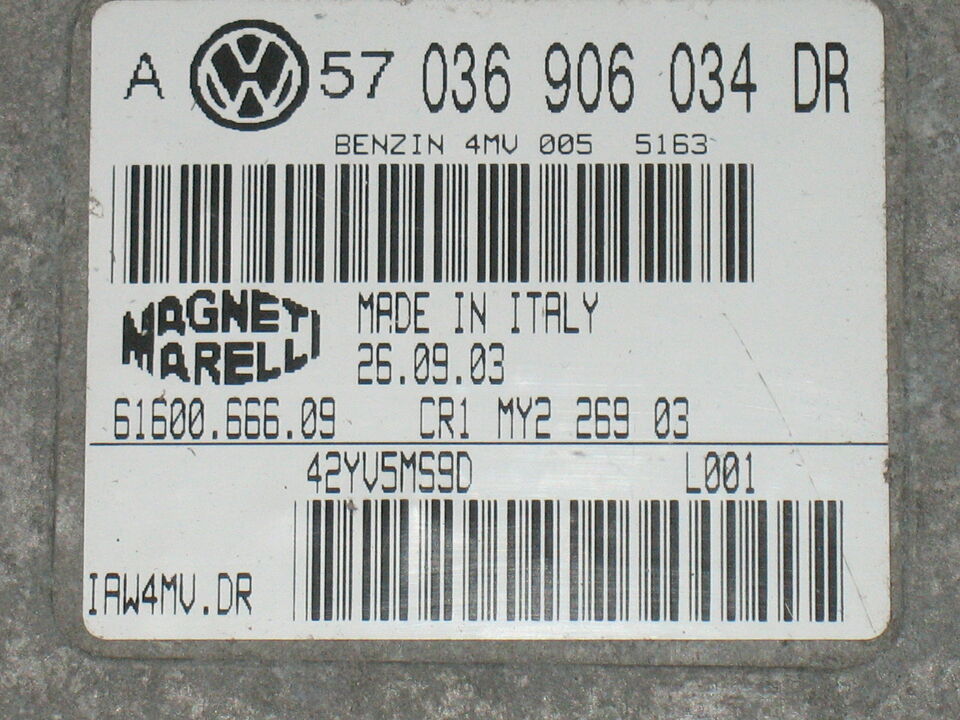 A VW 57 036 906 034 DR
BENZIN 4MV 005 5163
MAGNETI
MARELLI
MADE IN ITALY
26.09.03
61600.666.09 CR1 MY2 269 03
42YV5MS9D L001
IAW4MV.DR